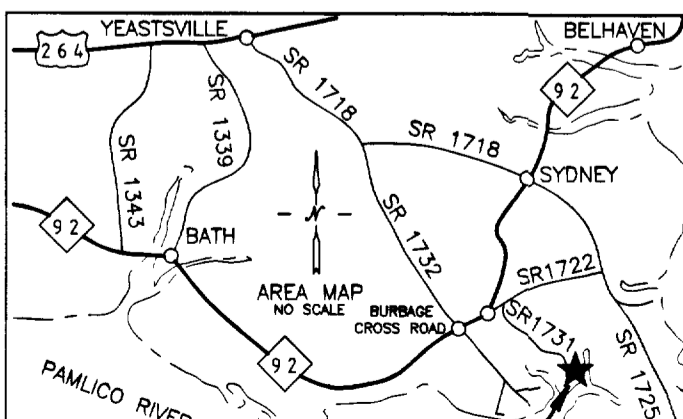 YEASTSVILLE
BELHAVEN
264
92
SR 1718
SR 1339
SR 1718
SR 1343
SYDNEY
SR 1732
N
92
BATH
SR1722
AREA MAP
NO SCALE
BURBAGE
CROSS ROAD
SR1731
92
SR 1725
PAMLICO RIVER